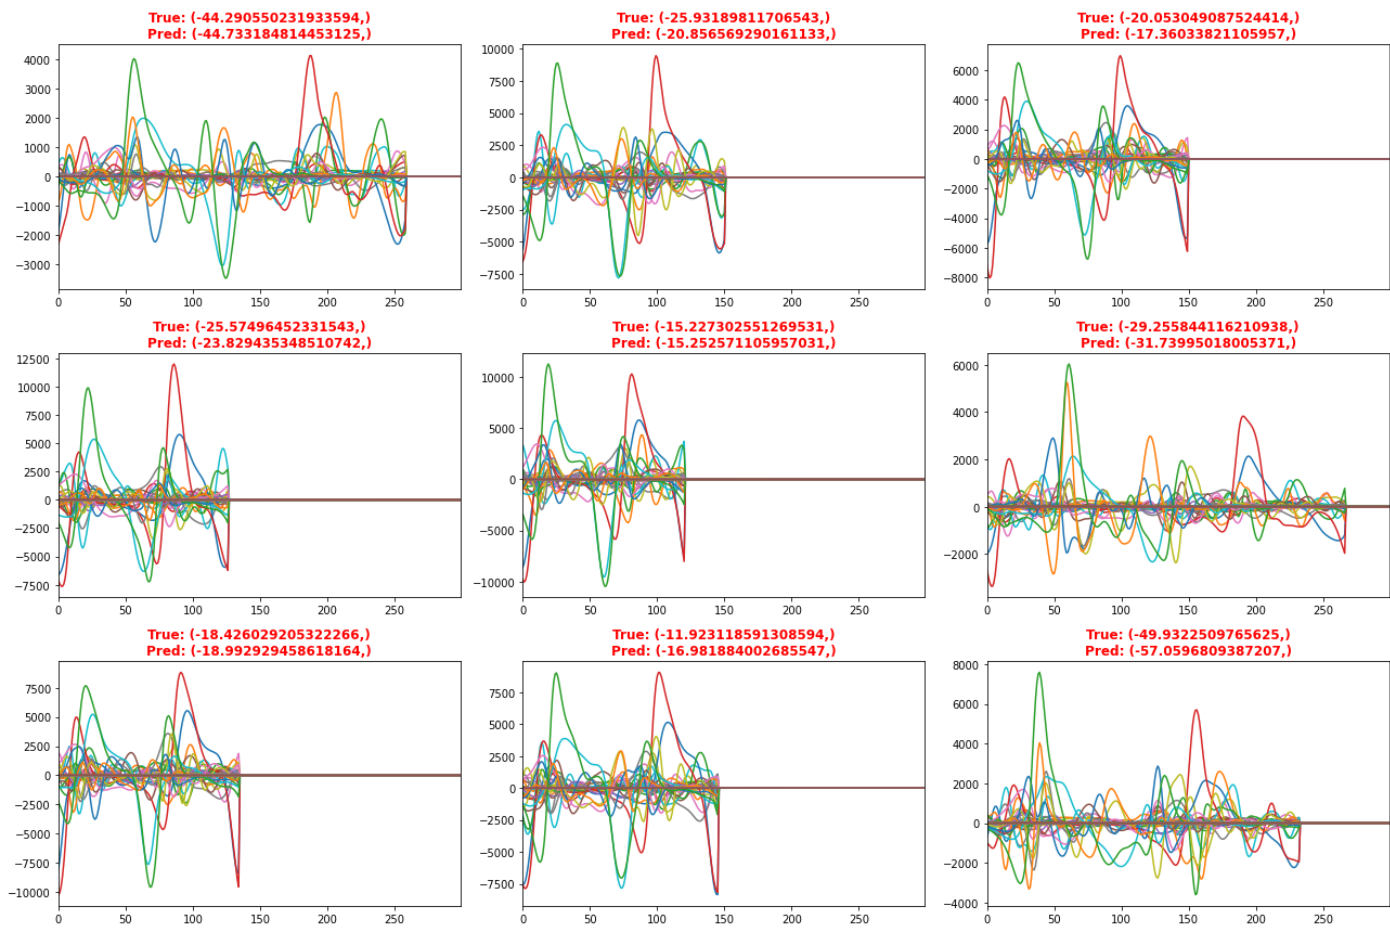 True: (-44.290550231933594,)
Pred: (-44.733184814453125,)
4000
3000
2000
1000
0
−1000
−2000
−3000
0 50 100 150 200 250
True: (-25.93189811706543,)
Pred: (-20.856569290161133,)
10000
7500
5000
2500
0
−2500
−5000
−7500
0 50 100 150 200 250
True: (-20.053049087524414,)
Pred: (-17.36033821105957,)
6000
4000
2000
0
−2000
−4000
−6000
−8000
0 50 100 150 200 250
True: (-25.57496452331543,)
Pred: (-23.829435348510742,)
12500
10000
7500
5000
2500
0
−2500
−5000
−7500
0 50 100 150 200 250
True: (-15.227302551269531,)
Pred: (-15.252571105957031,)
10000
5000
0
−5000
−10000
0 50 100 150 200 250
True: (-29.255844116210938,)
Pred: (-31.73995018005371,)
6000
4000
2000
0
−2000
0 50 100 150 200 250
True: (-18.426029205322266,)
Pred: (-18.992929458618164,)
7500
5000
2500
0
−2500
−5000
−7500
−10000
0 50 100 150 200 250
True: (-11.923118591308594,)
Pred: (-16.981884002685547,)
7500
5000
2500
0
−2500
−5000
−7500
0 50 100 150 200 250
True: (-49.9322509765625,)
Pred: (-57.0596809387207,)
8000
6000
4000
2000
0
−2000
−4000
0 50 100 150 200 250